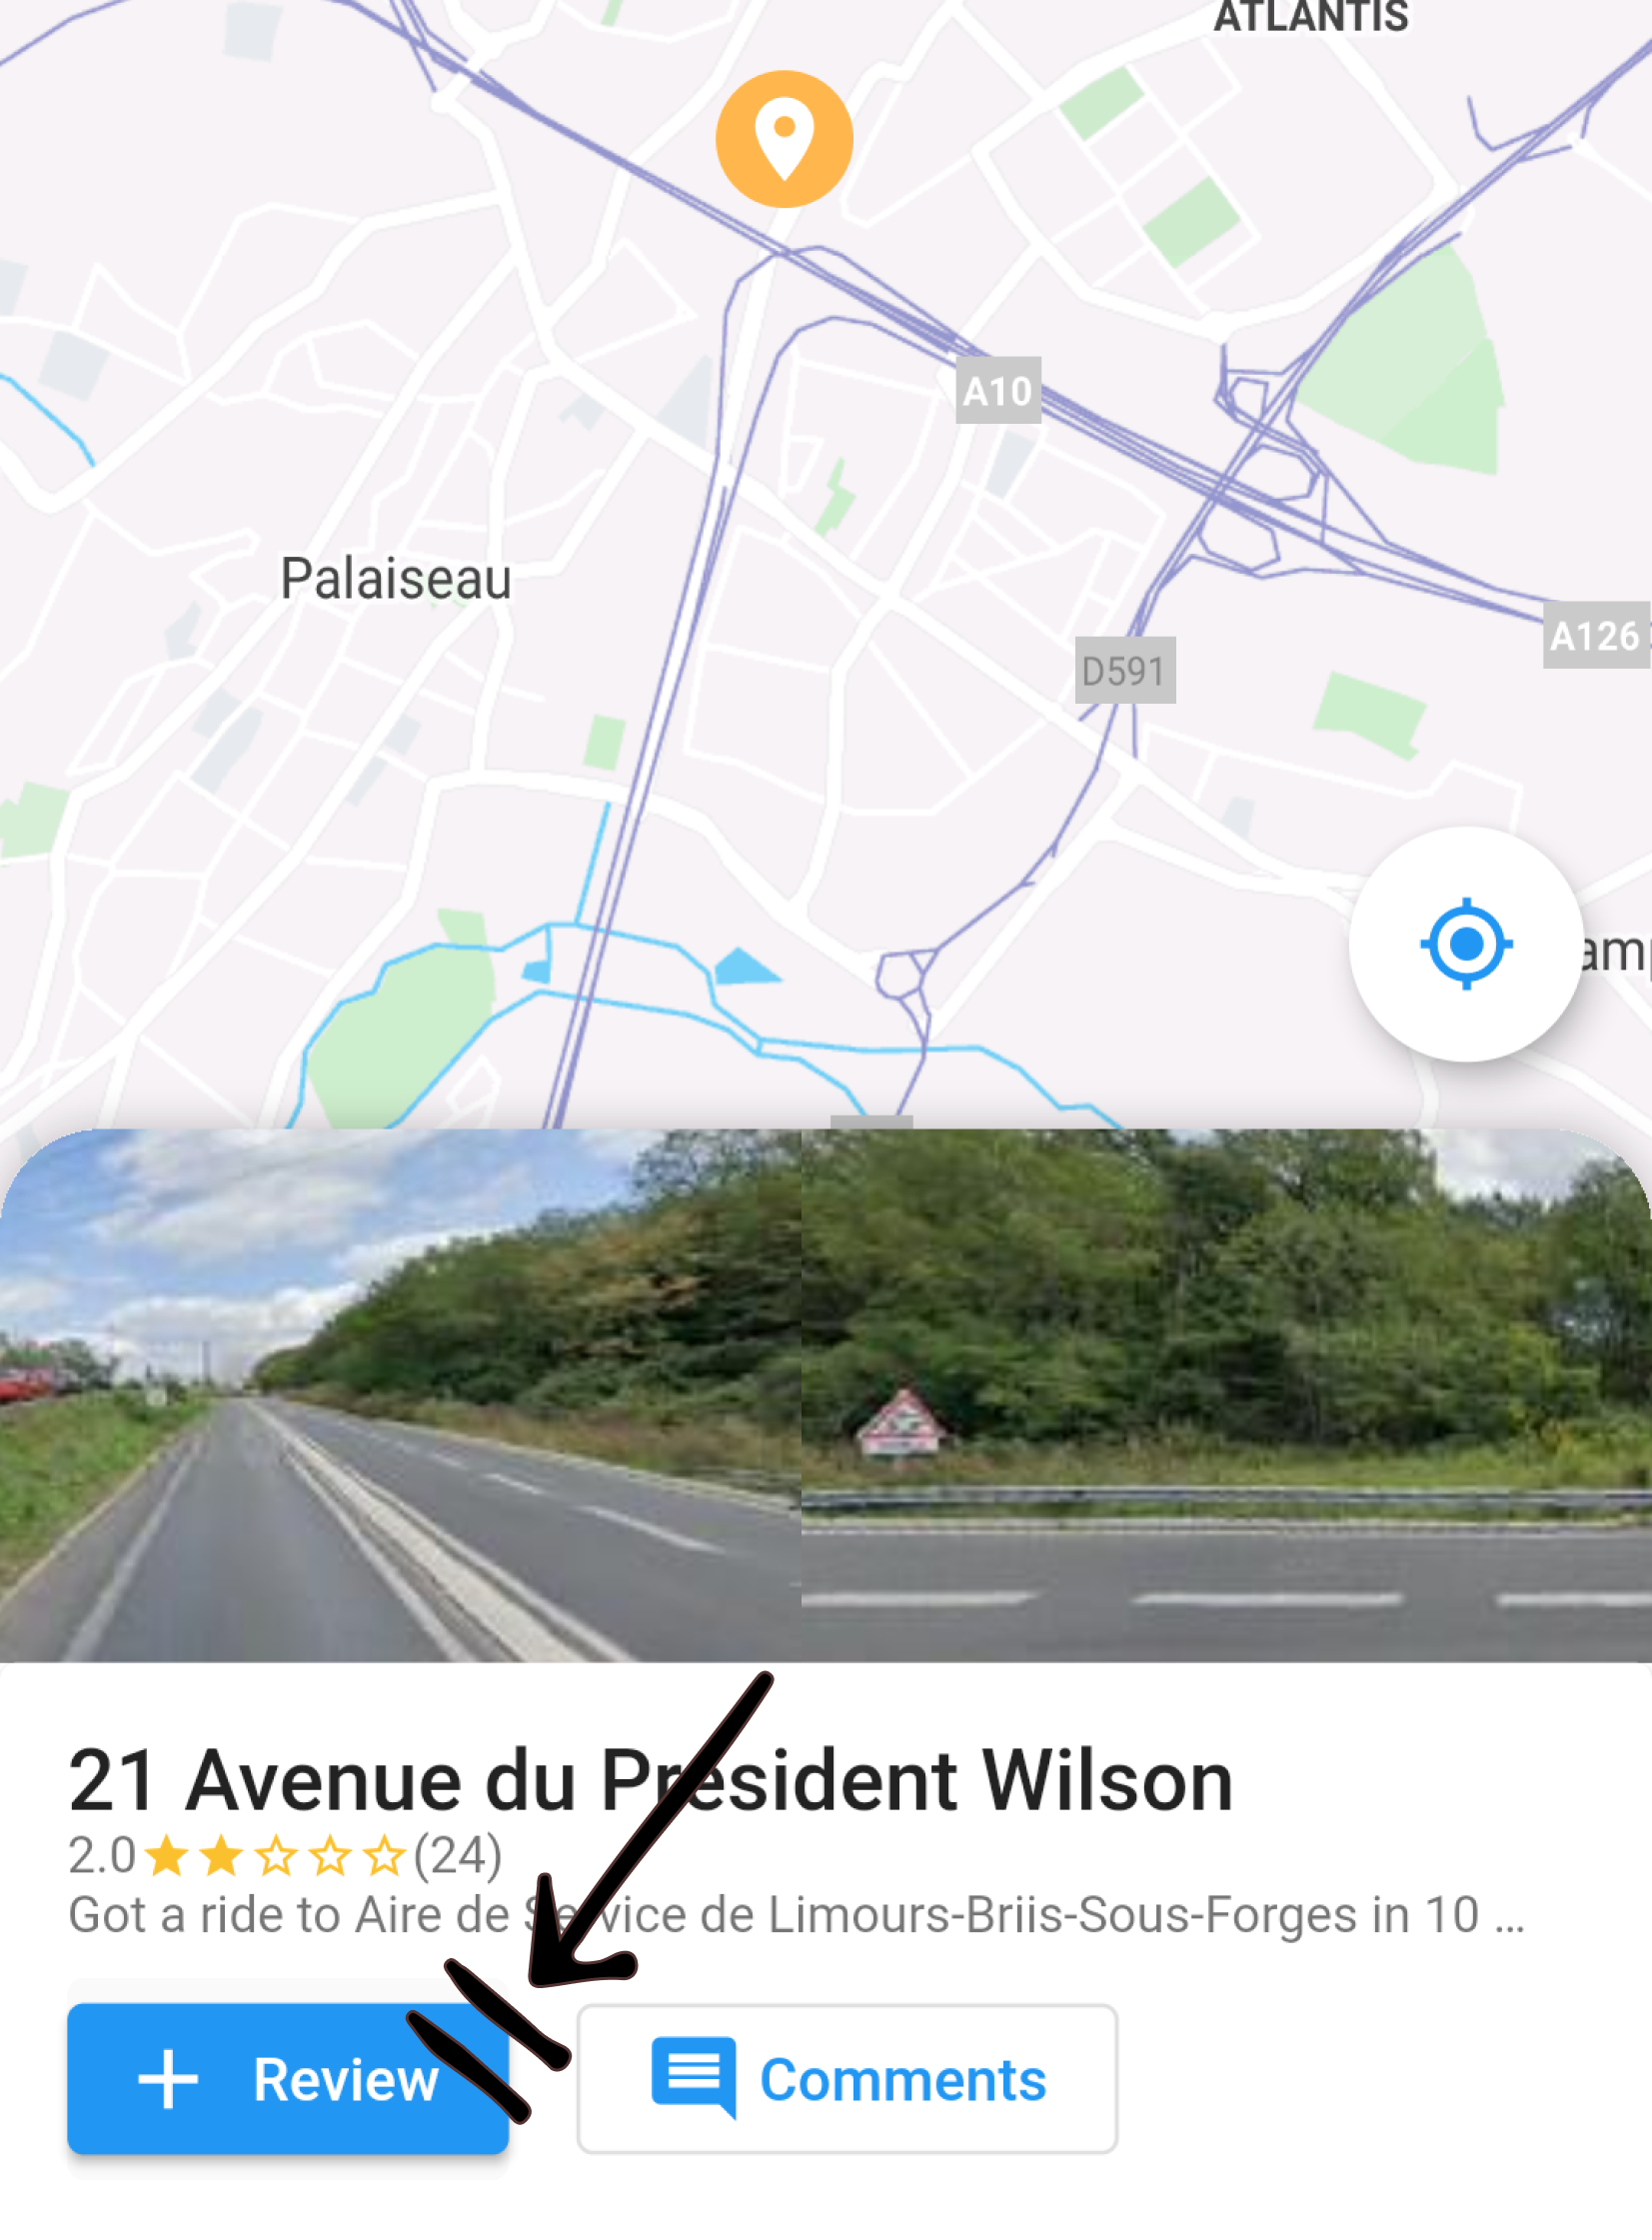 ATLANTIS
A10
Palaiseau
A126
D591
21 Avenue du President Wilson
2.0 (24)
Got a ride to Aire de Service de Limours-Briis-Sous-Forges in 10 ...
+ Review
Comments